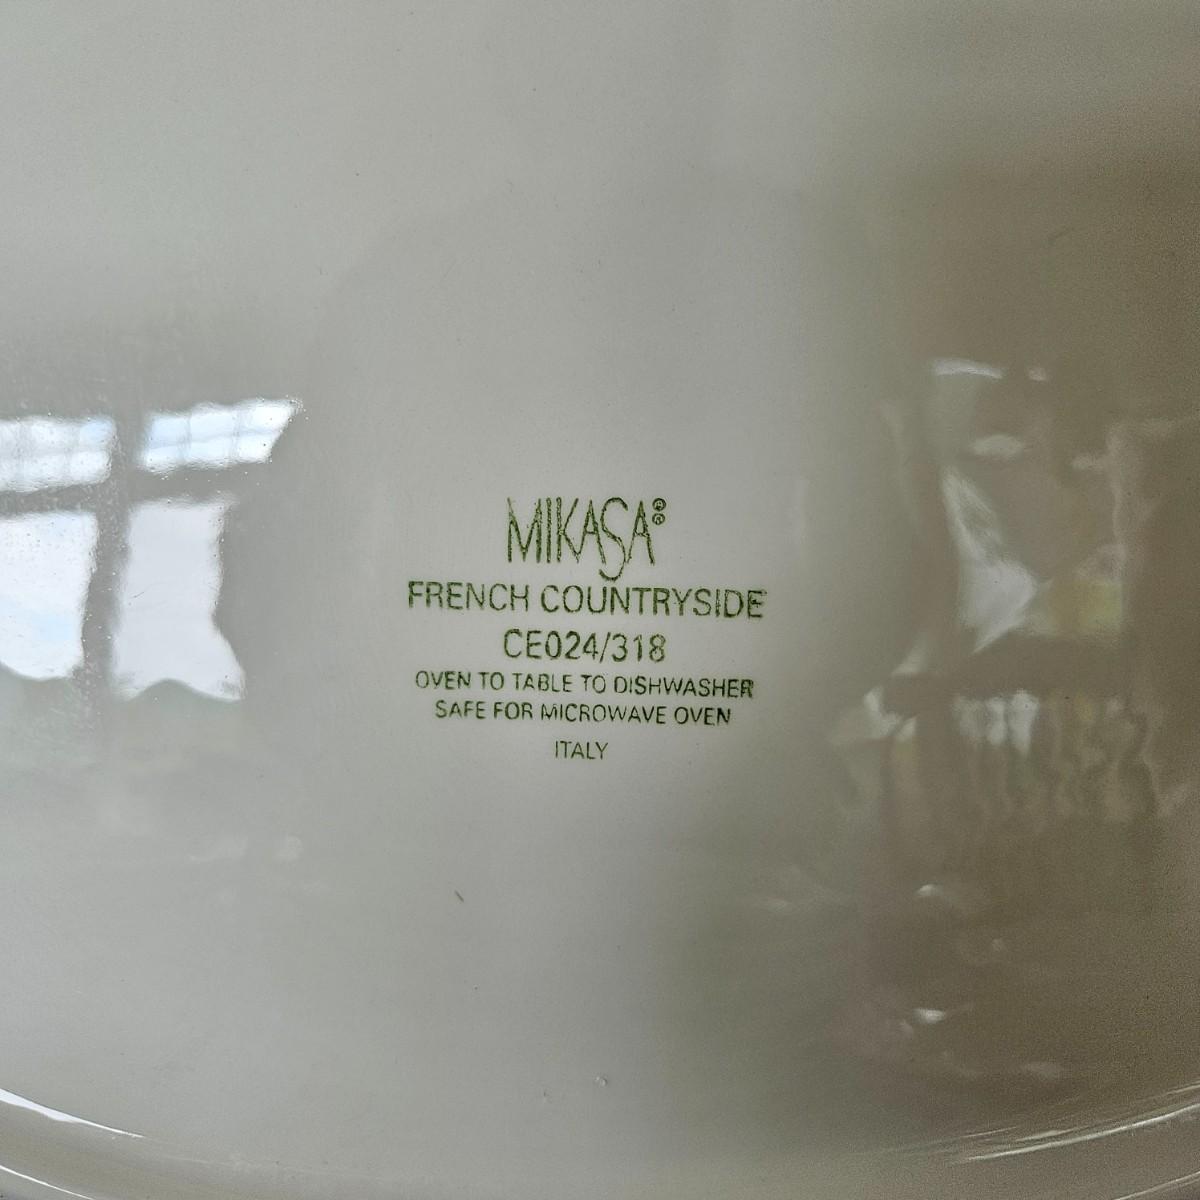 MIKASA®®
FRENCH COUNTRYSIDE
CE024/318
OVEN TO TABLE TO DISHWASHER
SAFE FOR MICROWAVE OVEN
ITALY